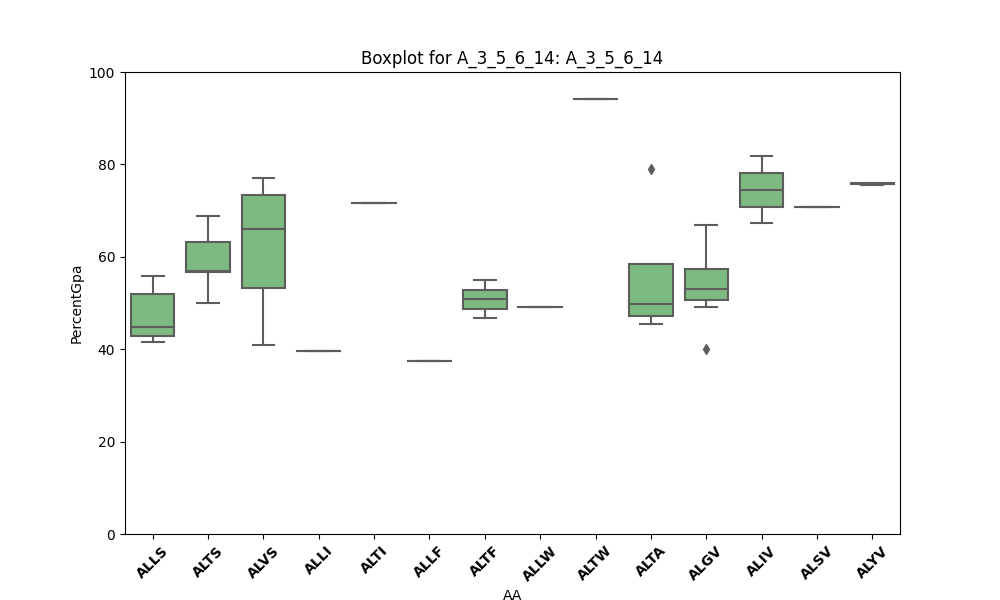 Boxplot for A_3_5_6_14: A_3_5_6_14
100
80
60
40
20
0
PercentGpa
ALLS ALTS ALVS ALLI ALTI ALLF ALTF ALLW ALTW ALTA ALGV ALIV ALSV ALYV
AA